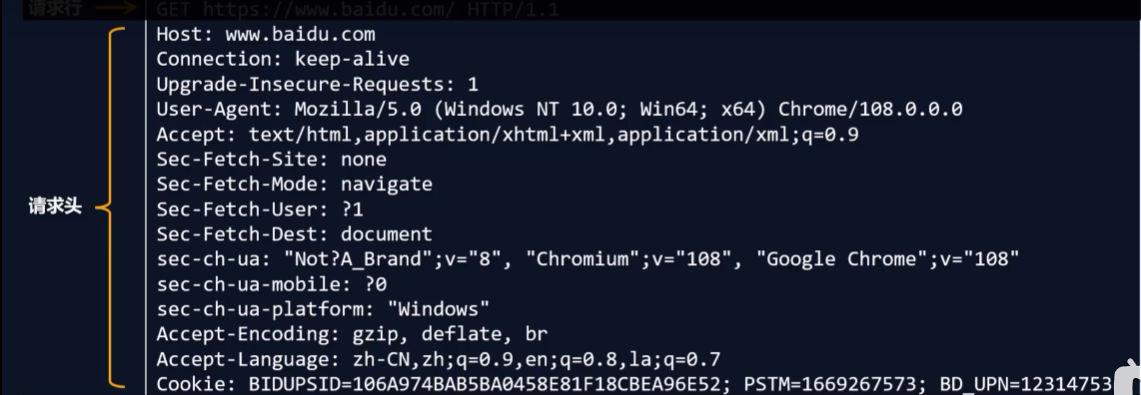 请求行 GET https://www.baidu.com/ HTTP/1.1
Host: www.baidu.com
Connection: keep-alive
Upgrade-Insecure-Requests: 1
User-Agent: Mozilla/5.0 (Windows NT 10.0; Win64; x64) Chrome/108.0.0.0
Accept: text/html,application/xhtml+xml,application/xml;q=0.9
Sec-Fetch-Site: none
Sec-Fetch-Mode: navigate
请求头
Sec-Fetch-User: ?1
Sec-Fetch-Dest: document
sec-ch-ua: "Not?A_Brand";v="8", "Chromium";v="108", "Google Chrome";v="108"
sec-ch-ua-mobile: ?0
sec-ch-ua-platform: "Windows"
Accept-Encoding: gzip, deflate, br
Accept-Language: zh-CN,zh;q=0.9,en;q=0.8,la;q=0.7
Cookie: BIDUPSID=106A974BAB5BA0458E81F18CBEA96E52; PSTM=1669267573; BD_UPN=12314753